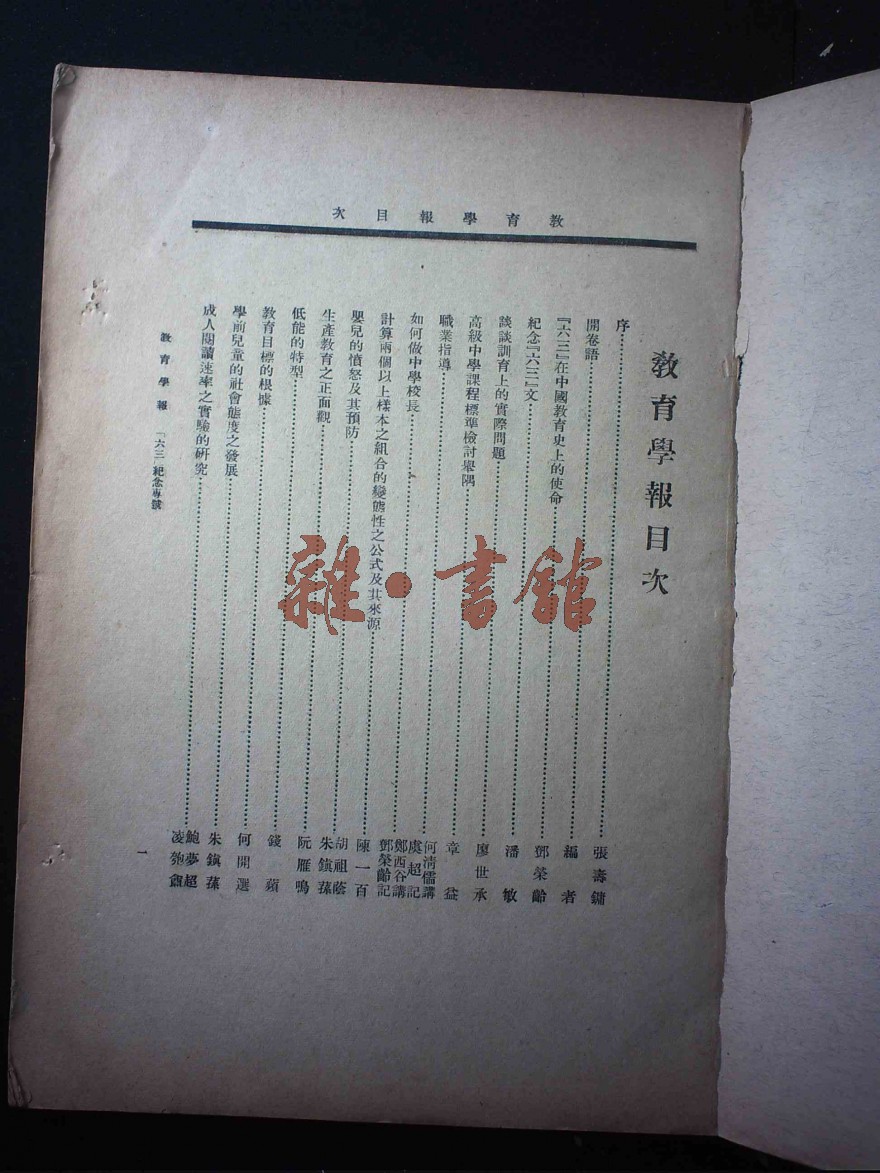 教育學報目次
教育學報目次
序 張壽鏞
開卷語 編者
『六三』在中國教育史上的使命 鄧榮齡
紀念『六三』文 潘敏
談談訓育上的實際問題 廖世承
高級中學課程標準檢討舉隅 章益
職業指導 何清儒講 虞超記
如何做中學校長 鄭西谷講 鄧榮齡記
計算兩個以上樣本之組合的變態性之公式及其來源 陳一百
嬰兒的憤怒及其預防 胡祖蔭 朱鎮蓀
生產教育之正面觀 阮雁鳴
低能的特型 錢蘋
教育目標的根據 何開選
學前兒童的社會態度之發展 朱鎮蓀
成人閱讀速率之實驗的研究 鮑夢超 凌
教育學報 「六三」紀念專號
一
雜·書館